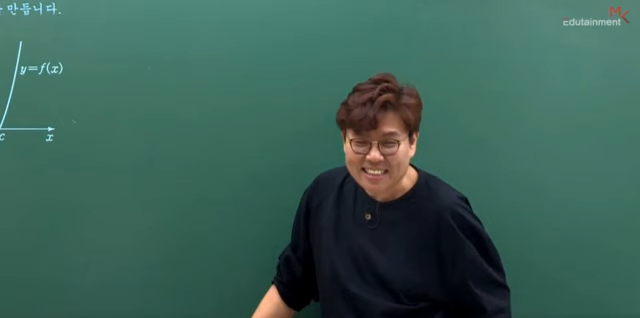 만듭니다.
MK
Edutainment
y=f(x)
c
x